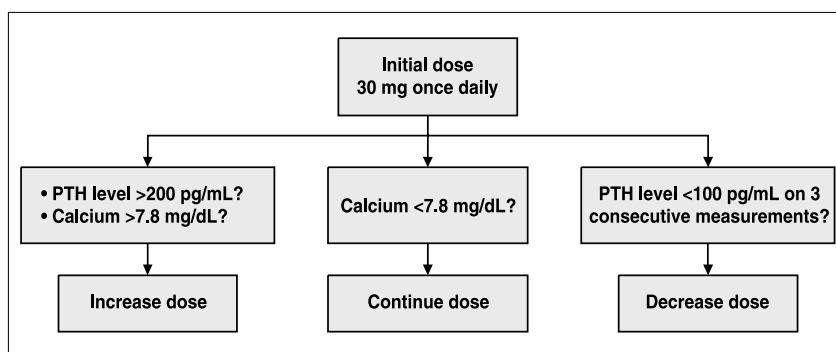 Initial dose
30 mg once daily
• PTH level >200 pg/mL?
• Calcium >7.8 mg/dL?
Calcium <7.8 mg/dL?
PTH level <100 pg/mL on 3
consecutive measurements?
Increase dose
Continue dose
Decrease dose